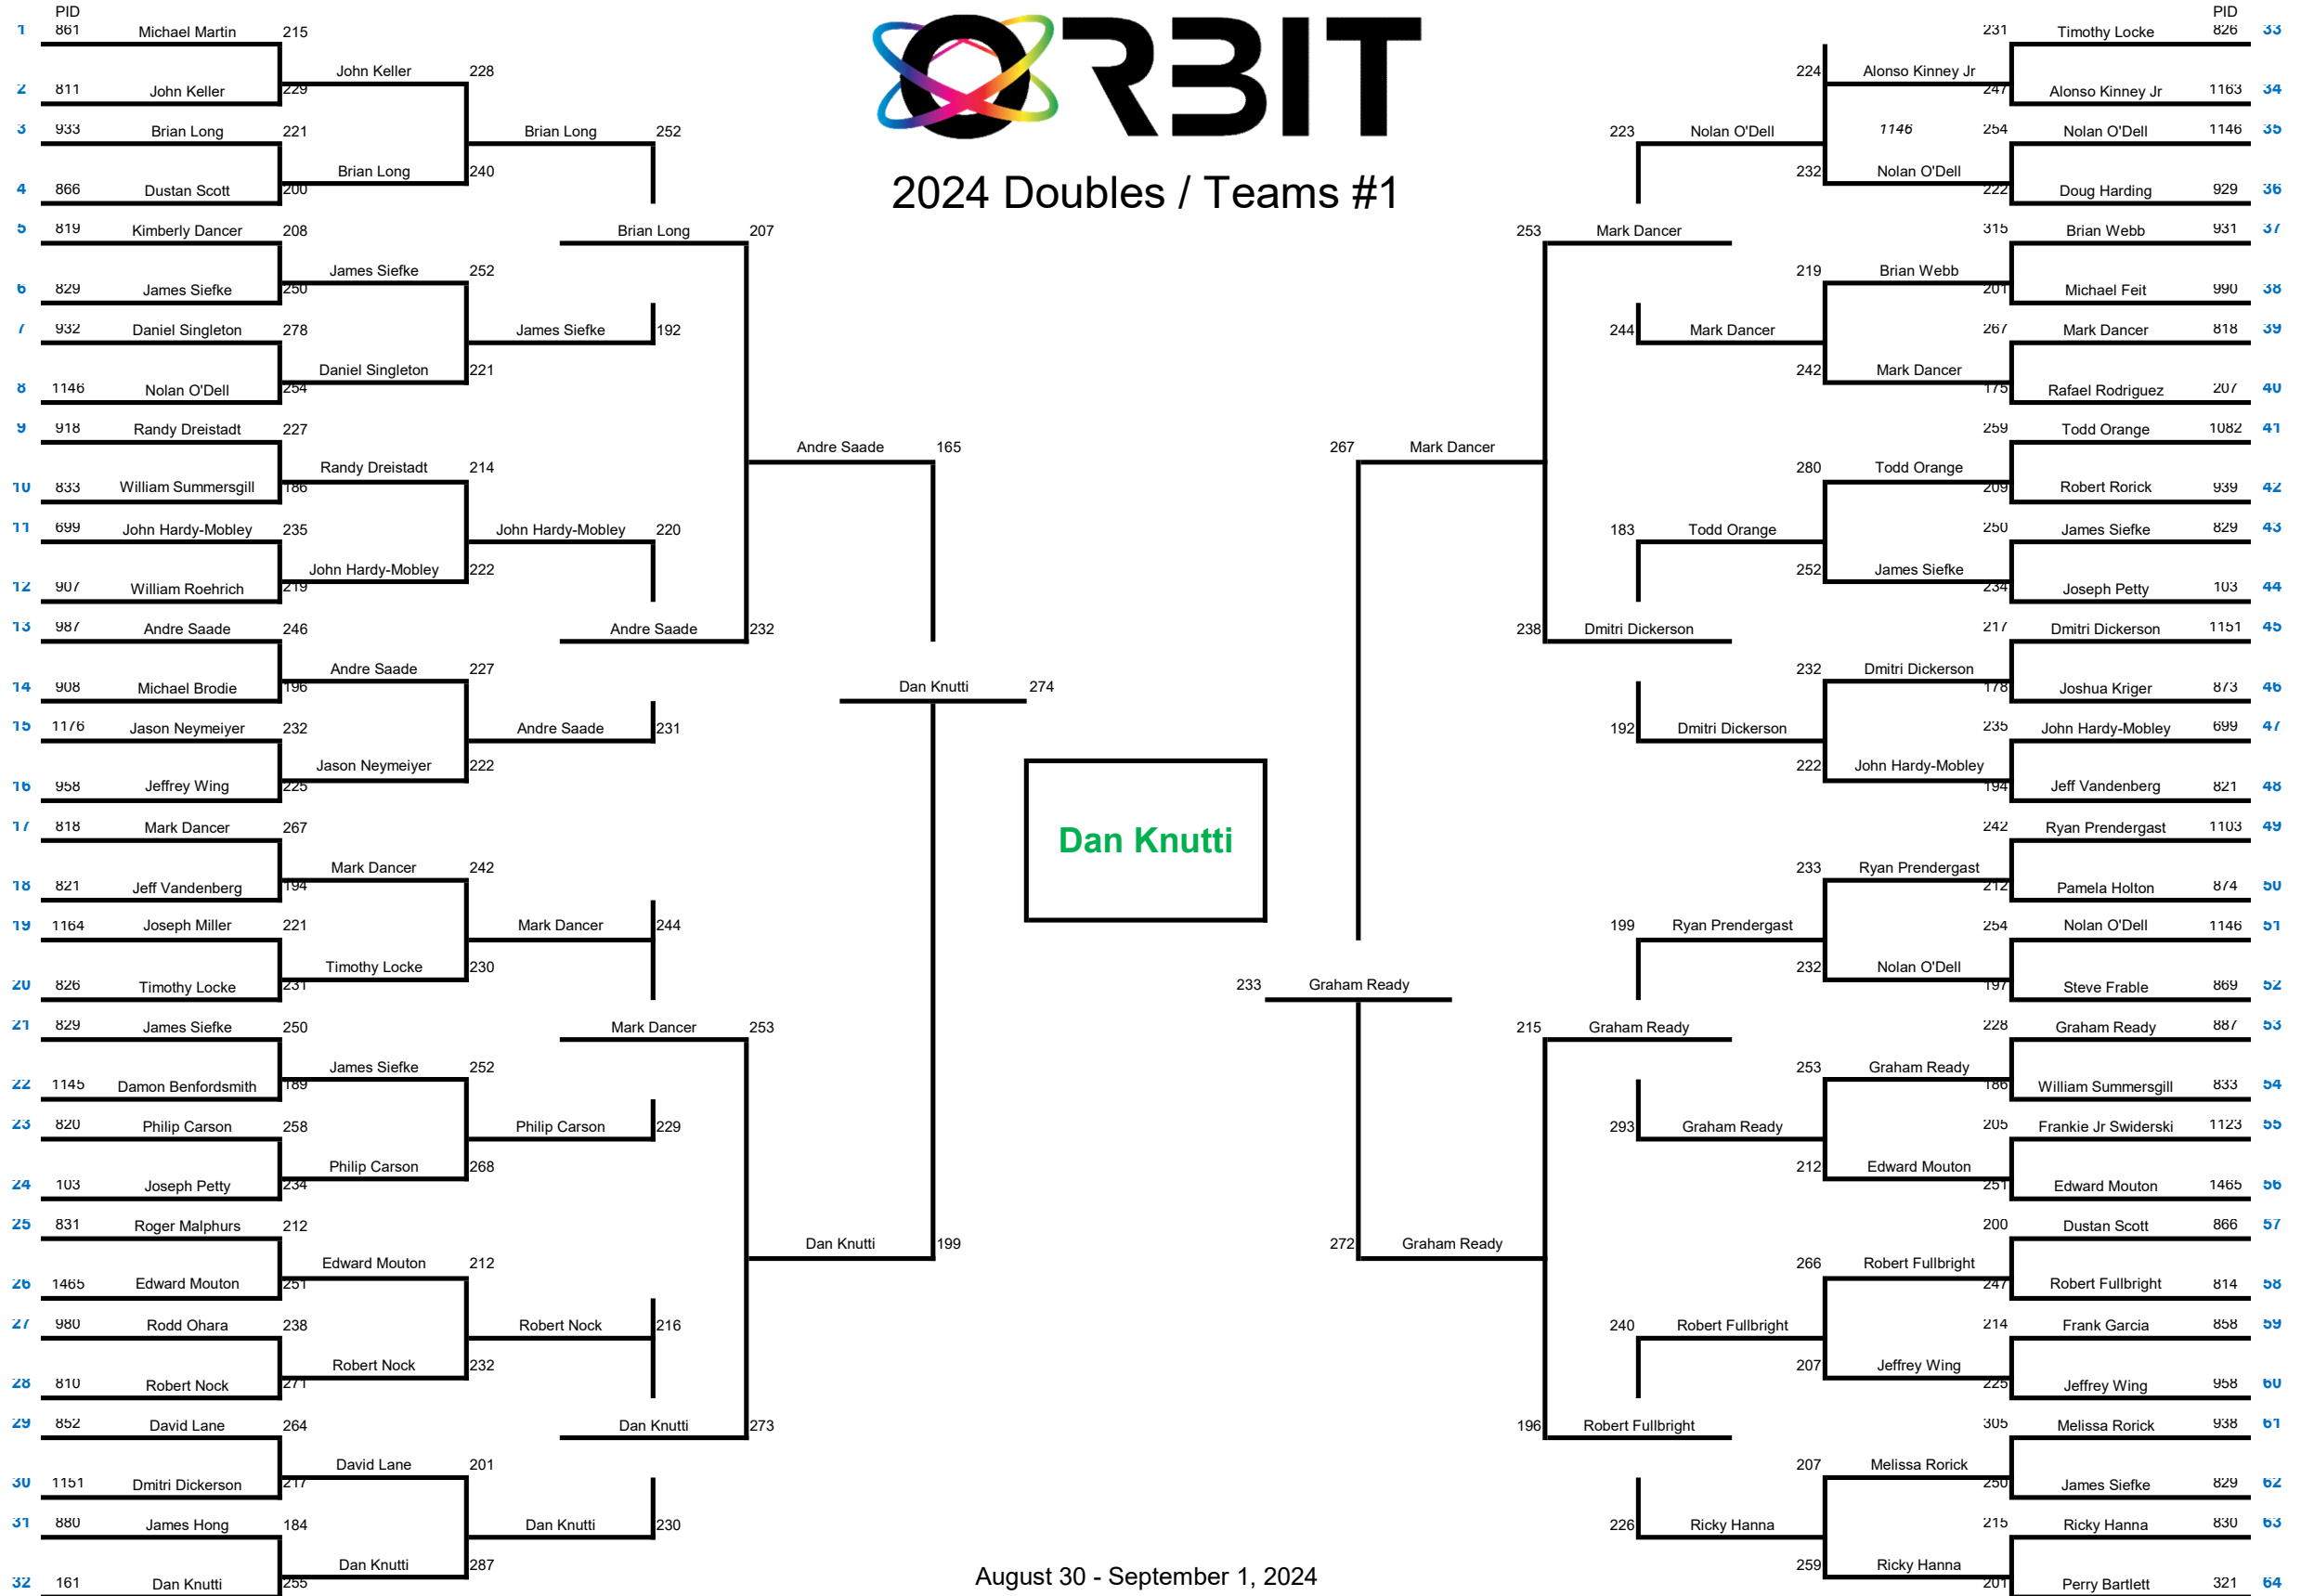 PID
1 861 Michael Martin 215
2 811 John Keller 229
3 933 Brian Long 221
4 866 Dustan Scott 200
5 819 Kimberly Dancer 208
6 829 James Siefke 250
7 932 Daniel Singleton 278
8 1146 Nolan O'Dell 254
9 918 Randy Dreistadt 227
10 833 William Summersgill 186
11 699 John Hardy-Mobley 235
12 907 William Roehrich 219
13 987 Andre Saade 246
14 908 Michael Brodie 196
15 1176 Jason Neymeiyer 232
16 958 Jeffrey Wing 225
17 818 Mark Dancer 267
18 821 Jeff Vandenberg 194
19 1164 Joseph Miller 221
20 826 Timothy Locke 231
21 829 James Siefke 250
22 1145 Damon Benfordsmith 189
23 820 Philip Carson 258
24 103 Joseph Petty 234
25 831 Roger Malphurs 212
26 1465 Edward Mouton 251
27 980 Rodd Ohara 238
28 810 Robert Nock 271
29 852 David Lane 264
30 1151 Dmitri Dickerson 217
31 880 James Hong 184
32 161 Dan Knutti 255
John Keller 228
Brian Long 240
James Siefke 252
Daniel Singleton 221
Randy Dreistadt 214
John Hardy-Mobley 222
Andre Saade 227
Jason Neymeiyer 222
Mark Dancer 242
Timothy Locke 230
James Siefke 252
Philip Carson 268
Edward Mouton 212
Robert Nock 232
David Lane 201
Dan Knutti 287
Brian Long 252
James Siefke 192
John Hardy-Mobley 220
Andre Saade 231
Mark Dancer 244
Philip Carson 229
Robert Nock 216
Dan Knutti 230
Brian Long 207
Andre Saade 232
Mark Dancer 253
Dan Knutti 273
Andre Saade 165
Dan Knutti 199
Dan Knutti 274
ORBIT
2024 Doubles / Teams #1
Dan Knutti
August 30 - September 1, 2024
233 Graham Ready
267 Mark Dancer
272 Graham Ready
253 Mark Dancer
238 Dmitri Dickerson
215 Graham Ready
196 Robert Fullbright
223 Nolan O'Dell
244 Mark Dancer
183 Todd Orange
192 Dmitri Dickerson
199 Ryan Prendergast
293 Graham Ready
240 Robert Fullbright
226 Ricky Hanna
224 Alonso Kinney Jr
1146
232 Nolan O'Dell
219 Brian Webb
242 Mark Dancer
280 Todd Orange
252 James Siefke
232 Dmitri Dickerson
222 John Hardy-Mobley
233 Ryan Prendergast
232 Nolan O'Dell
253 Graham Ready
212 Edward Mouton
266 Robert Fullbright
207 Jeffrey Wing
207 Melissa Rorick
259 Ricky Hanna
PID
231 Timothy Locke 826 33
247 Alonso Kinney Jr 1163 34
254 Nolan O'Dell 1146 35
222 Doug Harding 929 36
315 Brian Webb 931 37
201 Michael Feit 990 38
267 Mark Dancer 818 39
175 Rafael Rodriguez 207 40
259 Todd Orange 1082 41
209 Robert Rorick 939 42
250 James Siefke 829 43
234 Joseph Petty 103 44
217 Dmitri Dickerson 1151 45
178 Joshua Kriger 873 46
235 John Hardy-Mobley 699 47
194 Jeff Vandenberg 821 48
242 Ryan Prendergast 1103 49
212 Pamela Holton 874 50
254 Nolan O'Dell 1146 51
197 Steve Frable 869 52
228 Graham Ready 887 53
186 William Summersgill 833 54
205 Frankie Jr Swiderski 1123 55
251 Edward Mouton 1465 56
200 Dustan Scott 866 57
247 Robert Fullbright 814 58
214 Frank Garcia 858 59
225 Jeffrey Wing 958 60
305 Melissa Rorick 938 61
250 James Siefke 829 62
215 Ricky Hanna 830 63
201 Perry Bartlett 321 64